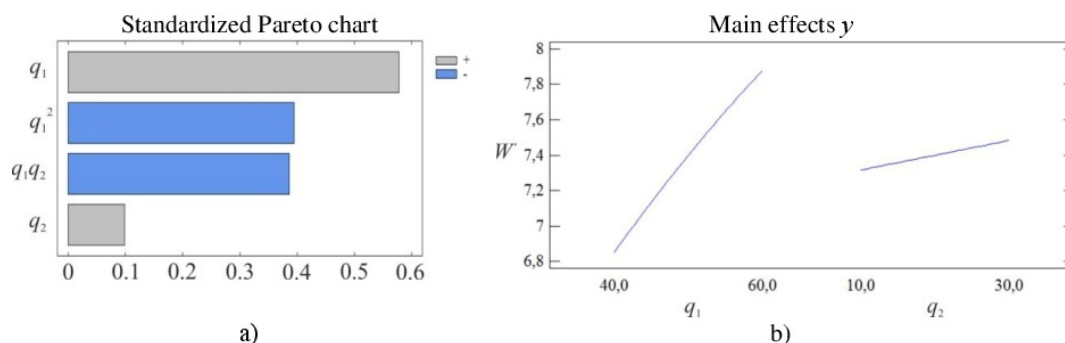 Standardized Pareto chart
q₁
q₁²
q₁q₂
q₂
+
-
0 0.1 0.2 0.3 0.4 0.5 0.6
a)
Main effects y
8
7,8
7,6
7,4
7,2
7
6,8
W
40,0 60,0 10,0 30,0
q₁ q₂
b)